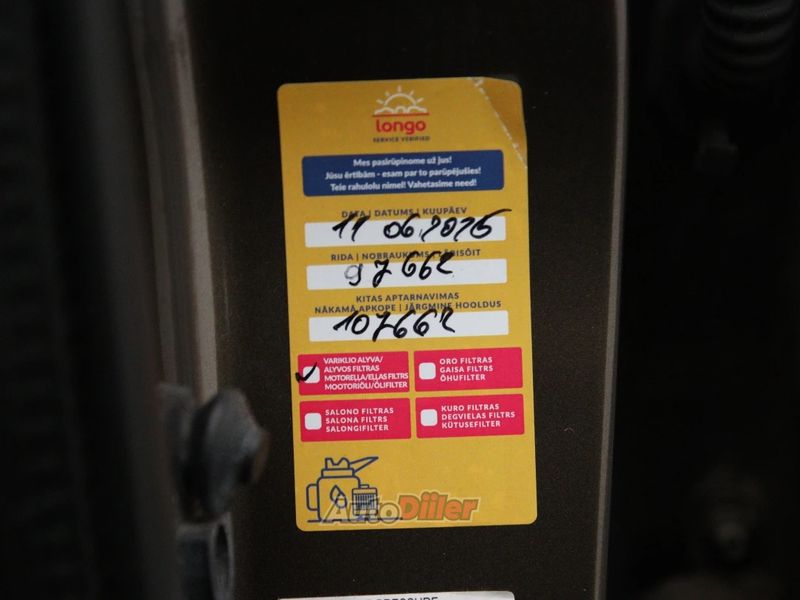 longo
SERVICE VERIFIED
Mes pasirūpinome už jus!
Jūsu ērtībām - esam par to parūpējušies!
Teie rahulolu nimel! Vahetasime need!
DATA | DATUMS | KUUPÄEV
11 06.2025
RIDA | NOBRAUKUMS | LÄBISÕIT
97662
KITAS APTARNAVIMAS
NĀKAMĀ APKOPE | JÄRGMINE HOOLDUS
107662
VARIKLIO ALYVA/
ALYVOS FILTRAS
MOTOREĻĻA/EĻĻAS FILTRS
MOOTORIÕLI/ÕLIFILTER
ORO FILTRAS
GAISA FILTRS
ÕHUFILTER
SALONO FILTRAS
SALONA FILTRS
SALONGIFILTER
KURO FILTRAS
DEGVIELAS FILTRS
KÜTUSEFILTER
AutoDiiler